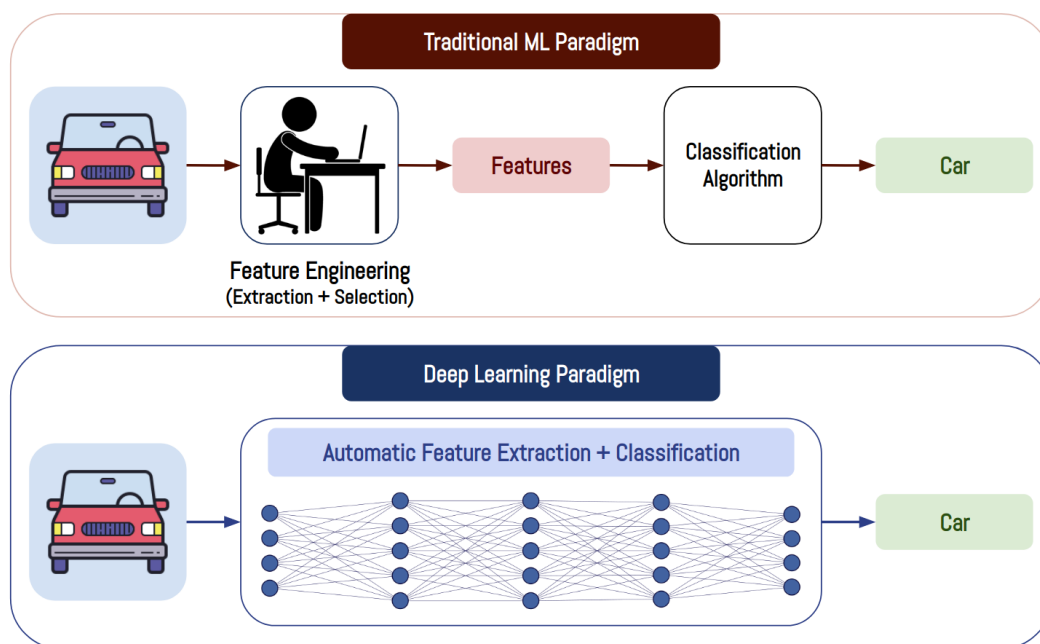 Traditional ML Paradigm
Features
Classification
Algorithm
Car
Feature Engineering
(Extraction + Selection)
Deep Learning Paradigm
Automatic Feature Extraction + Classification
Car